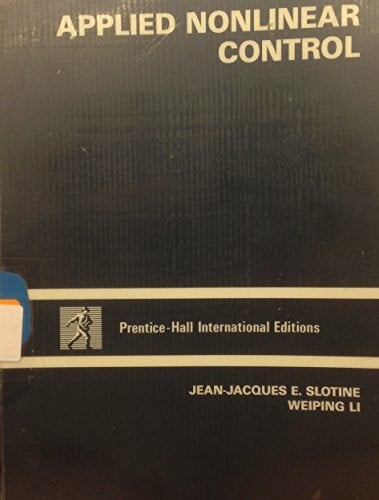 APPLIED NONLINEAR
CONTROL
Prentice-Hall International Editions
JEAN-JACQUES E. SLOTINE
WEIPING LI